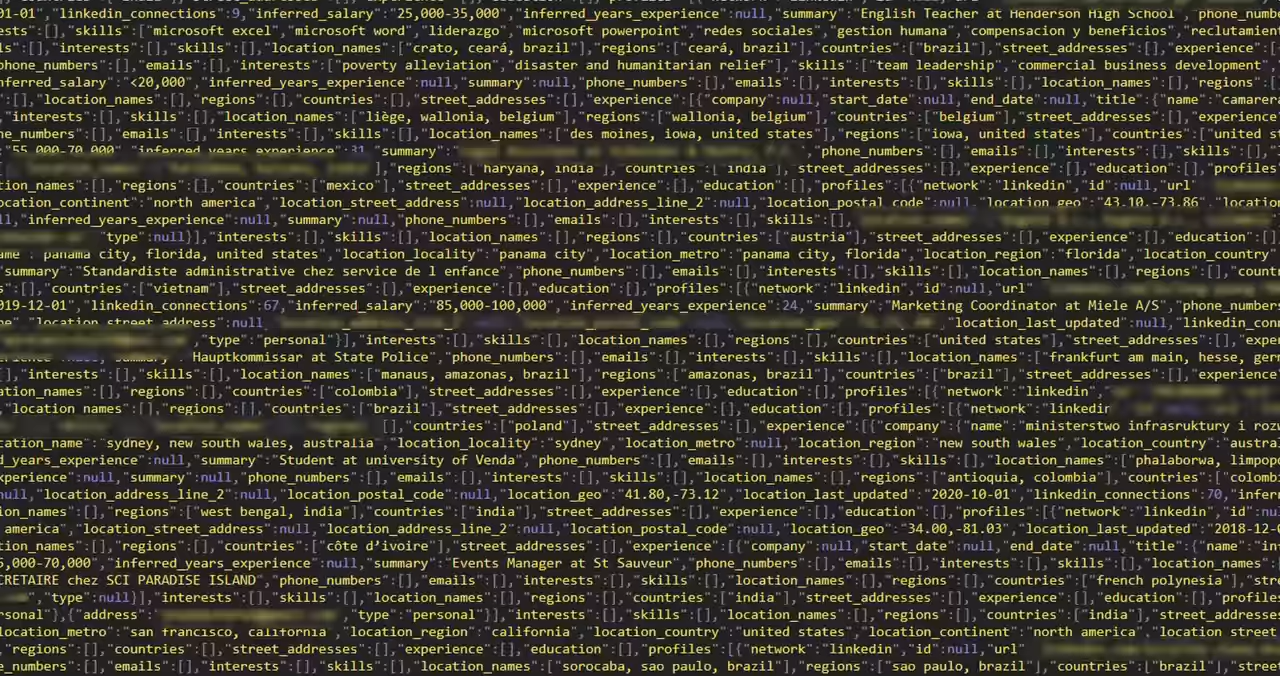 01-01","linkedin_connections":9,"inferred_salary":"25,000-35,000","inferred_years_experience":null,"summary":"English Teacher at Henderson High School","phone_numb
ts":[],"skills":["microsoft excel","microsoft word","liderazgo","microsoft powerpoint","redes sociales","gestion humana","compensacion y beneficios","reclutamient
ls":[],"interests":[],"skills":[],"location_names":["crato, ceará, brazil"],"regions":["ceará, brazil"],"countries":["brazil"],"street_addresses":[],"experience":[
phone_numbers":[],"emails":[],"interests":["poverty alleviation","disaster and humanitarian relief"],"skills":["team leadership","commercial business development",
nferred_salary":"<20,000","inferred_years_experience":null,"summary":null,"phone_numbers":[],"emails":[],"interests":[],"skills":[],"location_names":[],"regions":[
":[],"location_names":[],"regions":[],"countries":[],"street_addresses":[],"experience":[{"company":null,"start_date":null,"end_date":null,"title":{"name":"camarer
,"interests":[],"skills":[],"location_names":["liège, wallonia, belgium"],"regions":["wallonia, belgium"],"countries":["belgium"],"street_addresses":[],"experience
ne_numbers":[],"emails":[],"interests":[],"skills":[],"location_names":["des moines, iowa, united states"],"regions":["iowa, united states"],"countries":["united s
"55,000-70,000","inferred_years_experience":31,"summary":" ,"phone_numbers":[],"emails":[],"interests":[],"skills":[],"
],"regions":["haryana, india"],"countries":["india"],"street_addresses":[],"experience":[],"education":[
tion_names":[],"regions":[],"countries":["mexico"],"street_addresses":[],"experience":[],"education":[],"profiles":[{"network":"linkedin","id":null,"url"
ocation_continent":"north america","location_street_address":null,"location_address_line_2":null,"location_postal_code":null,"location_geo":"43.10,-73.86","locatio
ll,"inferred_years_experience":null,"summary":null,"phone_numbers":[],"emails":[],"interests":[],"skills":[],
"type":null}],"interests":[],"skills":[],"location_names":[],"regions":[],"countries":["austria"],"street_addresses":[],"experience":[],"education":[]
ame":"panama city, florida, united states","location_locality":"panama city","location_metro":"panama city, florida","location_region":"florida","location_country"
"summary":"Standardiste administrative chez service de l enfance","phone_numbers":[],"emails":[],"interests":[],"skills":[],"location_names":[],"regions":[],"count
s":[],"countries":["vietnam"],"street_addresses":[],"experience":[],"education":[],"profiles":[{"network":"linkedin","id":null,"url"
019-12-01","linkedin_connections":67,"inferred_salary":"85,000-100,000","inferred_years_experience":24,"summary":"Marketing Coordinator at Miele A/S","phone_number
e","location_street_address":null "location_last_updated":null,"linkedin_con
,"type":"personal"}],"interests":[],"skills":[],"location_names":[],"regions":[],"countries":["united states"],"street_addresses":[],"expe
erience":null,"summary":"Hauptkommissar at State Police","phone_numbers":[],"emails":[],"interests":[],"skills":[],"location_names":["frankfurt am main, hesse, ger
[],"interests":[],"skills":[],"location_names":["manaus, amazonas, brazil"],"regions":["amazonas, brazil"],"countries":["brazil"],"street_addresses":[],"experience
ation_names":[],"regions":[],"countries":["colombia"],"street_addresses":[],"experience":[],"education":[],"profiles":[{"network":"linkedin",
,"location_names":[],"regions":[],"countries":["brazil"],"street_addresses":[],"experience":[],"education":[],"profiles":[{"network":"linkedin
[],"countries":["poland"],"street_addresses":[],"experience":[{"company":{"name":"ministerstwo infrasruktury i rozw
cation_name":"sydney, new south wales, australia","location_locality":"sydney","location_metro":null,"location_region":"new south wales","location_country":"austra
d_years_experience":null,"summary":"Student at university of Venda","phone_numbers":[],"emails":[],"interests":[],"skills":[],"location_names":["phalaborwa, limpop
xperience":null,"summary":null,"phone_numbers":[],"emails":[],"interests":[],"skills":[],"location_names":[],"regions":["antioquia, colombia"],"countries":["colomb
null,"location_address_line_2":null,"location_postal_code":null,"location_geo":"41.80,-73.12","location_last_updated":"2020-10-01","linkedin_connections":70,"infer
ion_names":[],"regions":["west bengal, india"],"countries":["india"],"street_addresses":[],"experience":[],"education":[],"profiles":[{"network":"linkedin","id":nu
 america","location_street_address":null,"location_address_line_2":null,"location_postal_code":null,"location_geo":"34.00,-81.03","location_last_updated":"2018-12-0
tion_names":[],"regions":[],"countries":["côte d'ivoire"],"street_addresses":[],"experience":[{"company":null,"start_date":null,"end_date":null,"title":{"name":"int
5,000-70,000","inferred_years_experience":null,"summary":"Events Manager at St Sauveur","phone_numbers":[],"emails":[],"interests":[],"skills":[],"location_names":[
CRETAIRE chez SCI PARADISE ISLAND","phone_numbers":[],"emails":[],"interests":[],"skills":[],"location_names":[],"regions":[],"countries":["french polynesia"],"stre
,"type":null}],"interests":[],"skills":[],"location_names":[],"regions":[],"countries":["india"],"street_addresses":[],"experience":[],"education":[],"profiles
rsonal"},{"address": ,"type":"personal"}],"interests":[],"skills":[],"location_names":[],"regions":[],"countries":["india"],"street_addresses
location_metro":"san francisco, california","location_region":"california","location_country":"united states","location_continent":"north america","location_street
"regions":[],"countries":[],"street_addresses":[],"experience":[],"education":[],"profiles":[{"network":"linkedin","id":null,"url"
e_numbers":[],"emails":[],"interests":[],"skills":[],"location_names":["sorocaba, sao paulo, brazil"],"regions":["sao paulo, brazil"],"countries":["brazil"],"stree